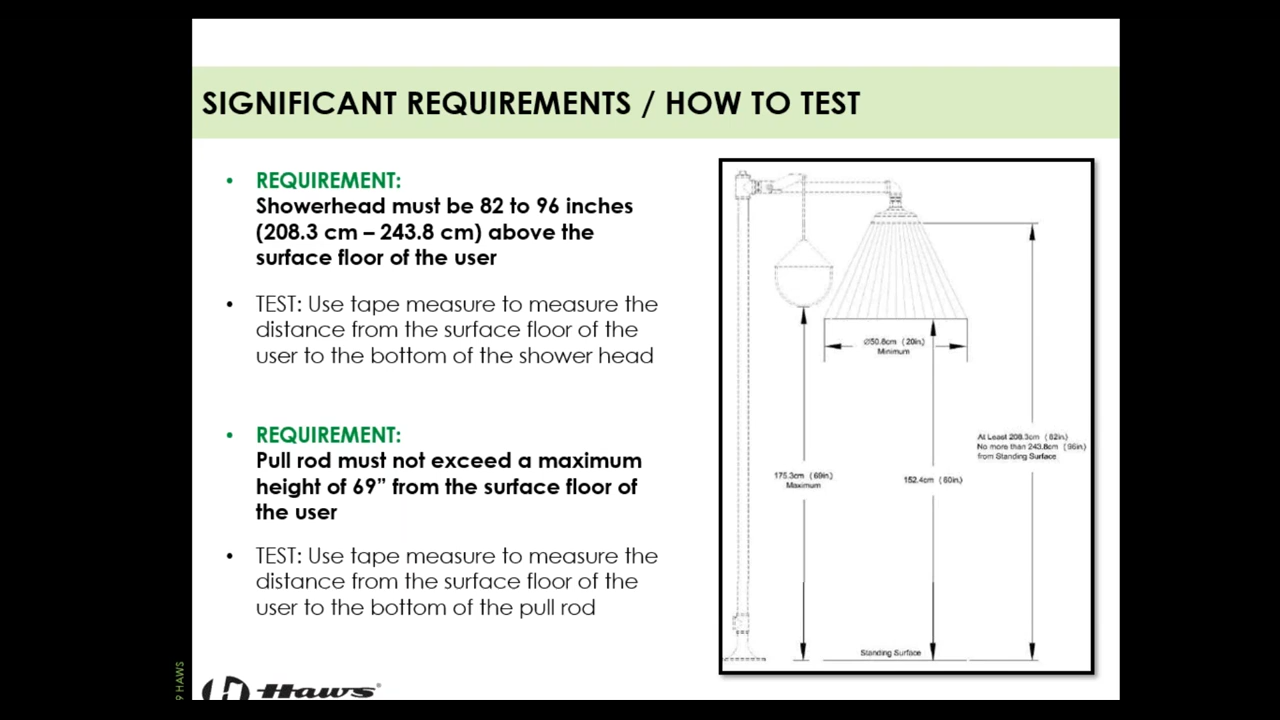 SIGNIFICANT REQUIREMENTS / HOW TO TEST
• REQUIREMENT:
Showerhead must be 82 to 96 inches
(208.3 cm – 243.8 cm) above the
surface floor of the user
• TEST: Use tape measure to measure the
distance from the surface floor of the
user to the bottom of the shower head
• REQUIREMENT:
Pull rod must not exceed a maximum
height of 69” from the surface floor of
the user
• TEST: Use tape measure to measure the
distance from the surface floor of the
user to the bottom of the pull rod
Ø50.8cm (20in.)
Minimum
At Least 208.3cm (82in.)
No more than 243.8cm (96in)
from Standing Surface
175.3cm (69in.)
Maximum
152.4cm (60in.)
Standing Surface
9 HAWS
Haws®